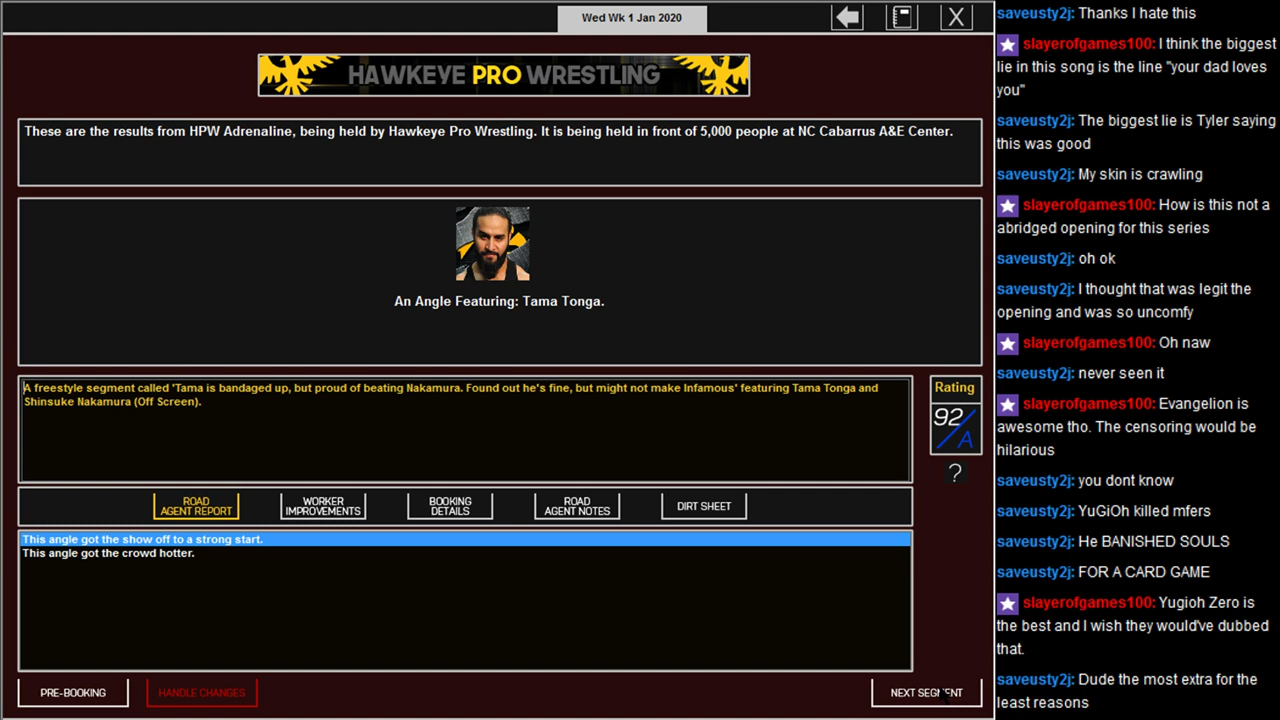 Wed Wk 1 Jan 2020
X
HAWKEYE PRO WRESTLING
These are the results from HPW Adrenaline, being held by Hawkeye Pro Wrestling. It is being held in front of 5,000 people at NC Cabarrus A&E Center.
An Angle Featuring: Tama Tonga.
A freestyle segment called 'Tama is bandaged up, but proud of beating Nakamura. Found out he's fine, but might not make Infamous' featuring Tama Tonga and
Shinsuke Nakamura (Off Screen).
Rating
92
A
?
ROAD
AGENT REPORT
WORKER
IMPROVEMENTS
BOOKING
DETAILS
ROAD
AGENT NOTES
DIRT SHEET
This angle got the show off to a strong start.
This angle got the crowd hotter.
PRE-BOOKING
HANDLE CHANGES
NEXT SEGMENT
saveusty2j: Thanks I hate this
slayerofgames100: I think the biggest
lie in this song is the line "your dad loves
you"
saveusty2j: The biggest lie is Tyler saying
this was good
saveusty2j: My skin is crawling
slayerofgames100: How is this not a
abridged opening for this series
saveusty2j: oh ok
saveusty2j: I thought that was legit the
opening and was so uncomfy
slayerofgames100: Oh naw
saveusty2j: never seen it
slayerofgames100: Evangelion is
awesome tho. The censoring would be
hilarious
saveusty2j: you dont know
saveusty2j: YuGiOh killed mfers
saveusty2j: He BANISHED SOULS
saveusty2j: FOR A CARD GAME
slayerofgames100: Yugioh Zero is
the best and I wish they would've dubbed
that.
saveusty2j: Dude the most extra for the
least reasons